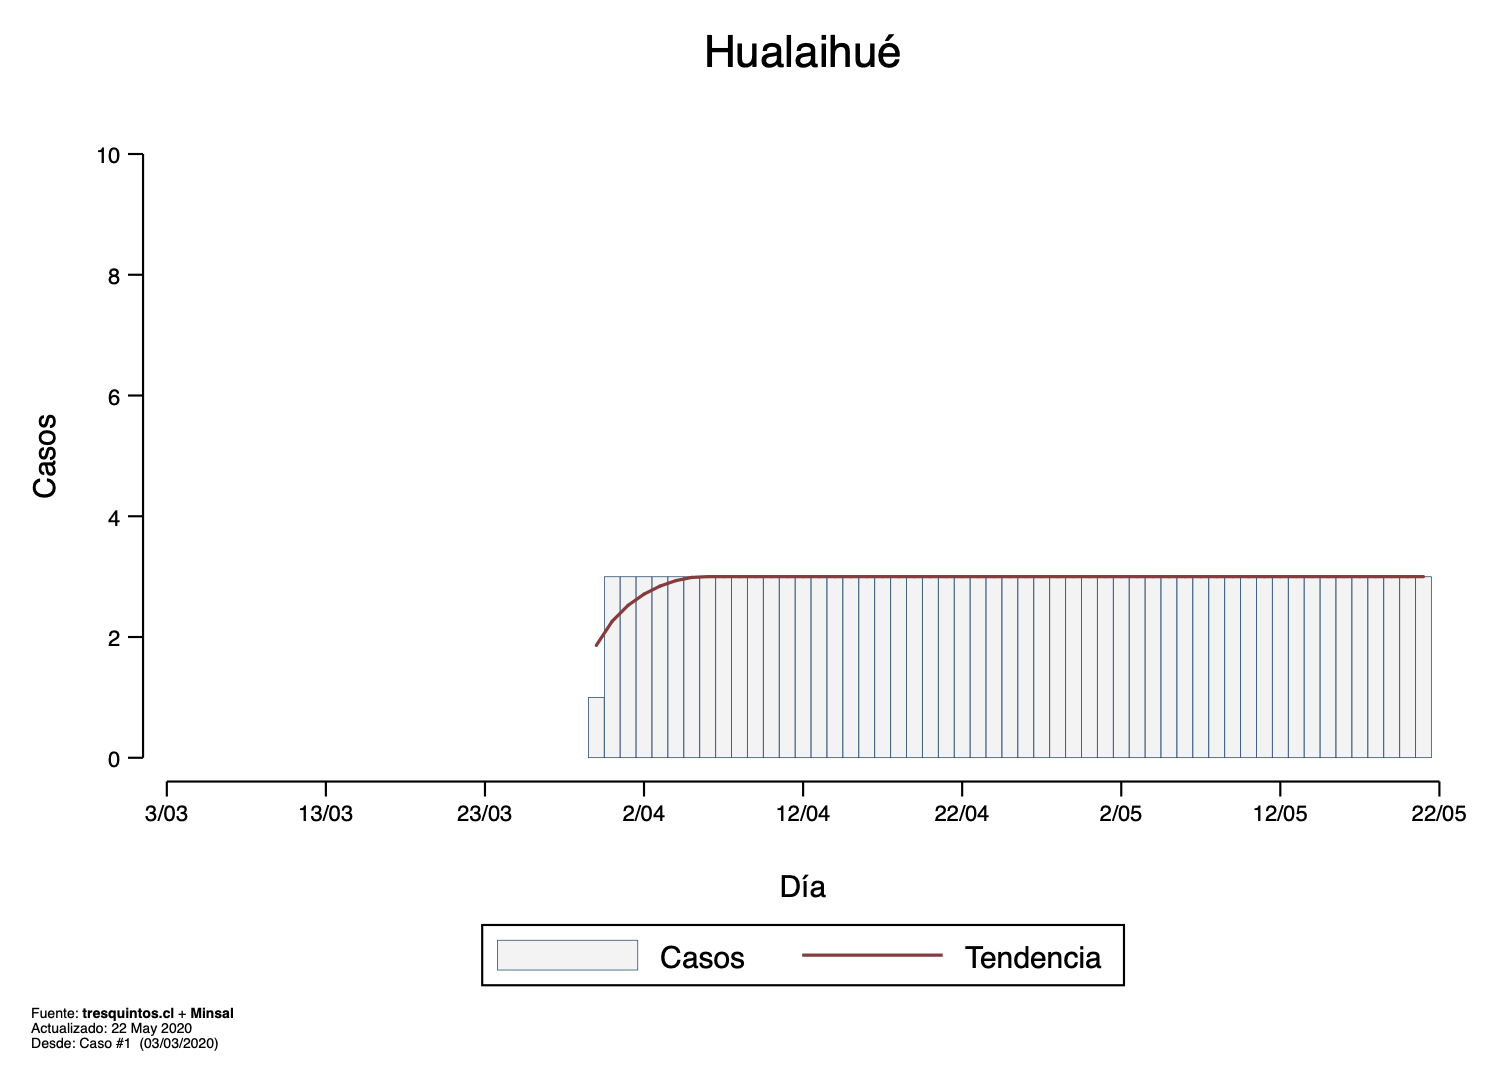 Hualaihué
10
8
6
4
2
0
Casos
3/03 13/03 23/03 2/04 12/04 22/04 2/05 12/05 22/05
Día
Casos Tendencia
Fuente: tresquintos.cl + Minsal
Actualizado: 22 May 2020
Desde: Caso #1 (03/03/2020)